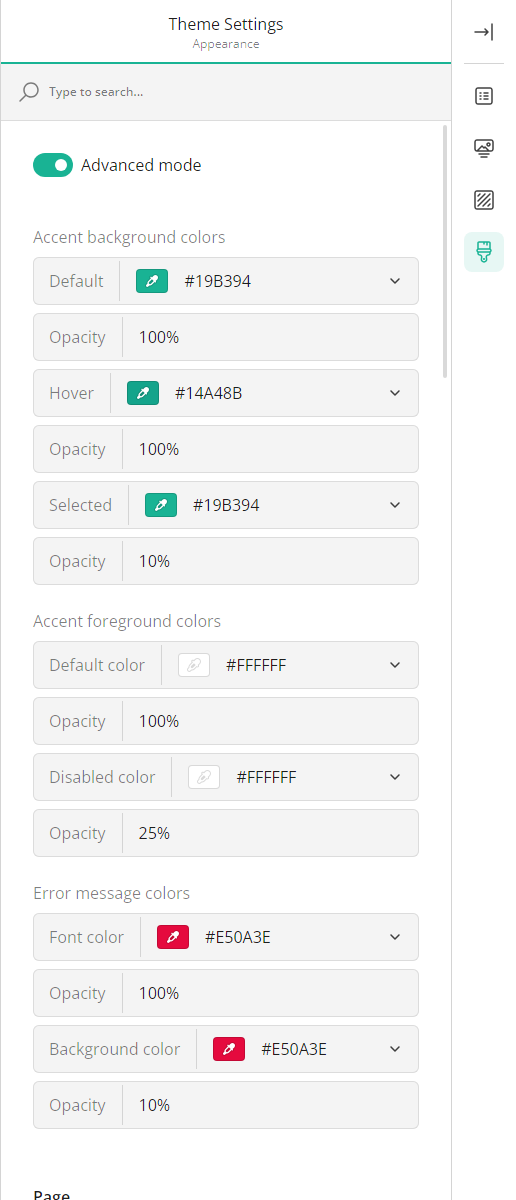 Theme Settings
Appearance
Type to search...
Advanced mode
Accent background colors
Default #19B394
Opacity 100%
Hover #14A48B
Opacity 100%
Selected #19B394
Opacity 10%
Accent foreground colors
Default color #FFFFFF
Opacity 100%
Disabled color #FFFFFF
Opacity 25%
Error message colors
Font color #E50A3E
Opacity 100%
Background color #E50A3E
Opacity 10%
Page